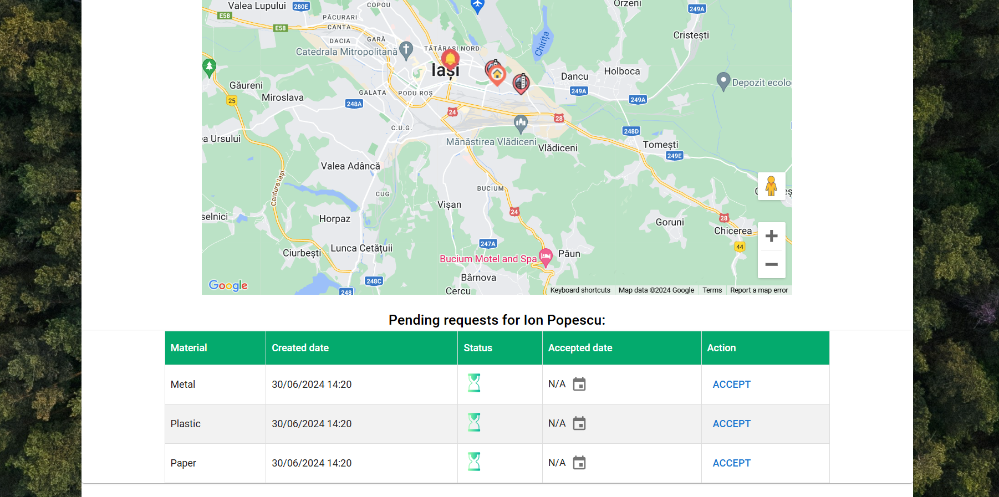 Valea Lupului
280E
COPOU
Orzeni
249A
E58
PĂCURARI
E58
CANTA
Cristești
DACIA
GARĂ
Chirița
TĂTĂRAȘI NORD
Catedrala Mitropolitană
Iași
Dancu
Holboca
Depozit ecolo
Găureni
GALATA
PODU ROȘ
249A
Miroslava
25
248A
249A
24
28
C.U.G.
248D
ea Ursului
Mănăstirea Vlădiceni
Vlădiceni
Tomești
249E
Valea Adâncă
Centura Iași
CUG
BUCIUM
Vișan
24
selnici
Horpaz
28
Goruni
Chicerea
247A
44
Lunca Cetățuii
Ciurbești
Bucium Motel and Spa
Păun
Bârnova
248C
Google
248
Cercu
Keyboard shortcuts
Map data ©2024 Google
Terms
Report a map error
Pending requests for Ion Popescu:
Material Created date Status Accepted date Action
Metal 30/06/2024 14:20 N/A ACCEPT
Plastic 30/06/2024 14:20 N/A ACCEPT
Paper 30/06/2024 14:20 N/A ACCEPT